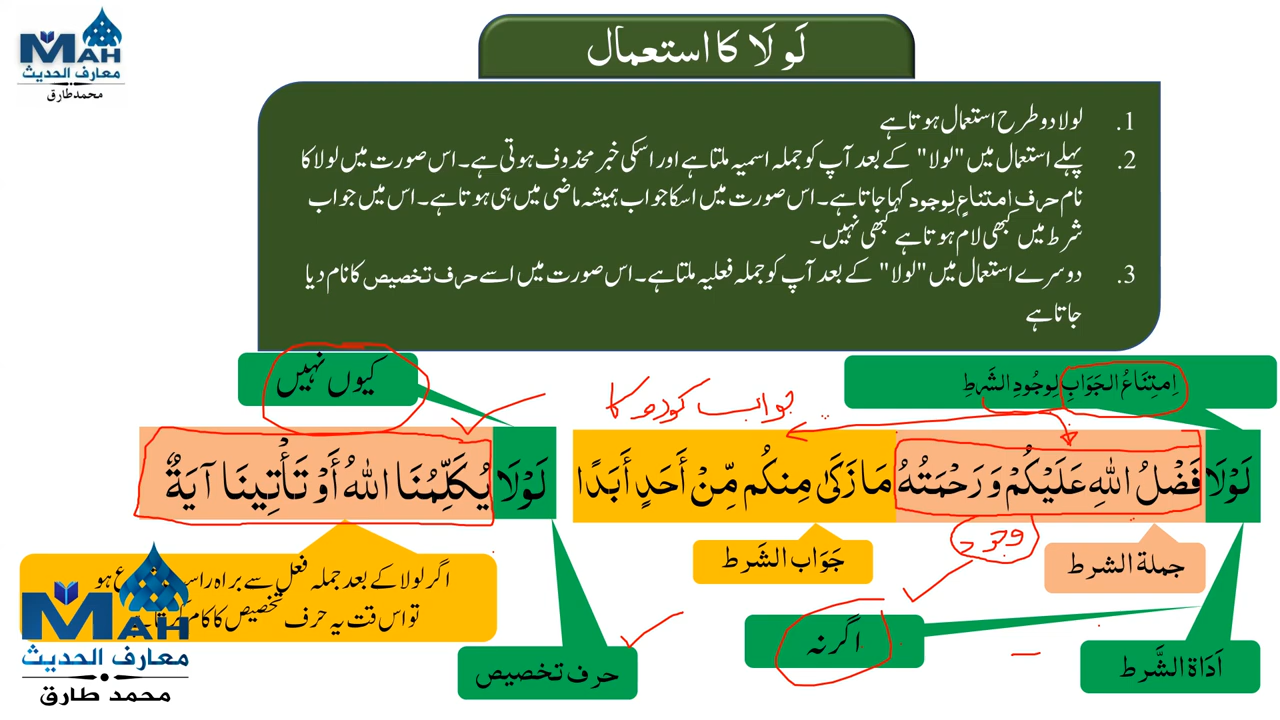 MAH
معارف الحدیث
محمد طارق
لَولَا کا استعمال
1. لولا دو طرح استعمال ہوتا ہے
2. پہلے استعمال میں "لولا" کے بعد آپ کو جملہ اسمیہ ملتا ہے اور اسکی خبر محذوف ہوتی ہے۔ اس صورت میں لولا کا
نام حرف اِمتناعٍ لِوجود کہا جاتا ہے۔ اس صورت میں اسکا جواب ہمیشہ ماضی میں ہی ہوتا ہے۔ اس میں جواب
شرط میں کبھی لام ہوتا ہے کبھی نہیں۔
3. دوسرے استعمال میں "لولا" کے بعد آپ کو جملہ فعلیہ ملتا ہے۔ اس صورت میں اسے حرف تخصیص کا نام دیا
جاتا ہے
اِمتِنَاعُ الجَوَابِ لِوجُودِ الشَرطِ
کیوں نہیں
جواب کو روکا
لَوْلَا فَضْلُ اللهِ عَلَيْكُمْ وَرَحْمَتُهُ مَا زَكَىٰ مِنكُم مِّنْ أَحَدٍ أَبَدًا
لَوْلَا يُكَلِّمُنَا اللهُ أَوْ تَأْتِينَا آيَةٌ
وجود
جملة الشرط
جَوَاب الشَرط
اگر نہ
اَدَاة الشَّرط
اگر لولا کے بعد جملہ فعل سے براہ راست
ہو
تو اس وقت یہ حرف تخصیص کا کام
حرف تخصیص
MAH
معارف الحدیث
محمد طارق